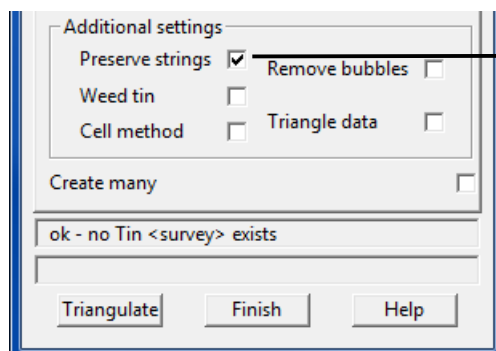 Additional settings
Preserve strings Remove bubbles
Weed tin
Cell method Triangle data
Create many
ok - no Tin <survey> exists
Triangulate Finish Help